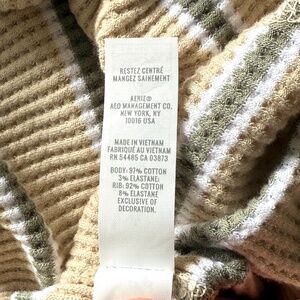 RESTEZ CENTRÉ
MANGEZ SAINEMENT
AERIE®
AEO MANAGEMENT CO.
NEW YORK, NY
10016 USA
MADE IN VIETNAM
FABRIQUÉ AU VIETNAM
RN 54485 CA 03873
BODY: 97% COTTON
3% ELASTANE;
RIB: 92% COTTON
8% ELASTANE
EXCLUSIVE OF
DECORATION.